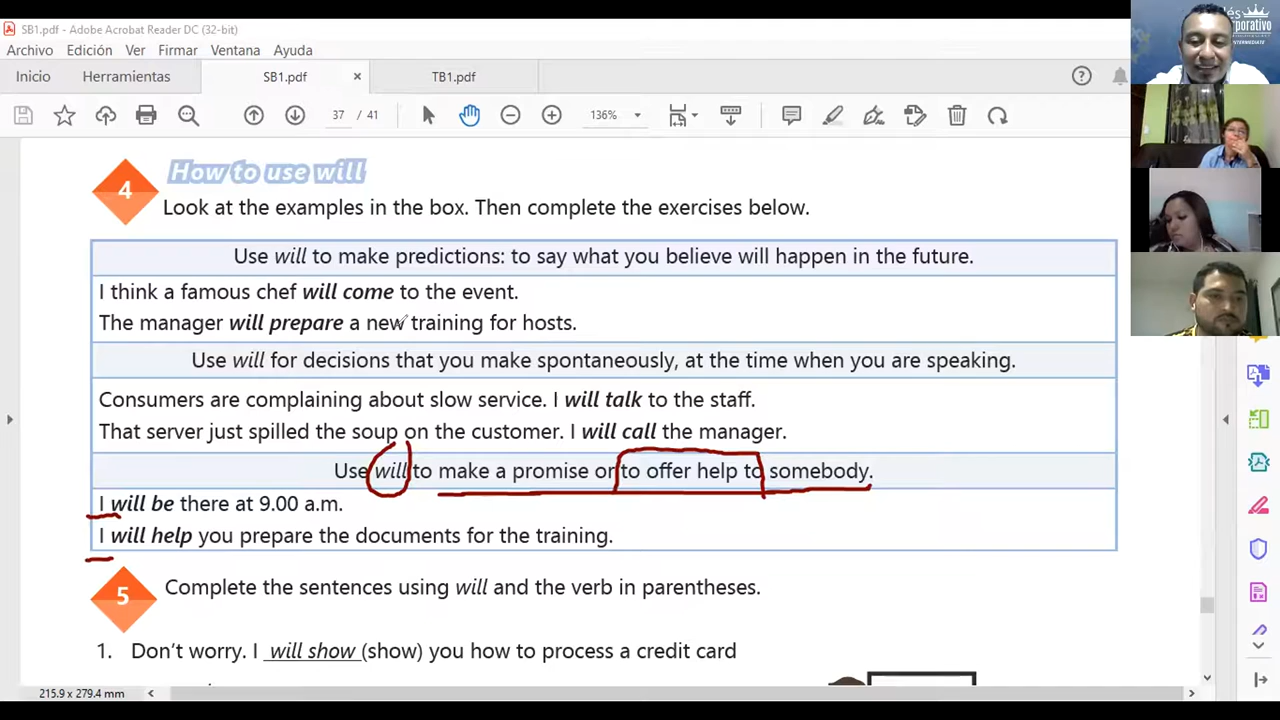 SB1.pdf - Adobe Acrobat Reader DC (32-bit)
Archivo Edición Ver Firmar Ventana Ayuda
Inicio Herramientas SB1.pdf × TB1.pdf
37 / 41 136%
4 How to use will
Look at the examples in the box. Then complete the exercises below.
Use will to make predictions: to say what you believe will happen in the future.
I think a famous chef will come to the event.
The manager will prepare a new training for hosts.
Use will for decisions that you make spontaneously, at the time when you are speaking.
Consumers are complaining about slow service. I will talk to the staff.
That server just spilled the soup on the customer. I will call the manager.
Use will to make a promise or to offer help to somebody.
I will be there at 9.00 a.m.
I will help you prepare the documents for the training.
5 Complete the sentences using will and the verb in parentheses.
1. Don't worry. I will show (show) you how to process a credit card
215.9 x 279.4 mm